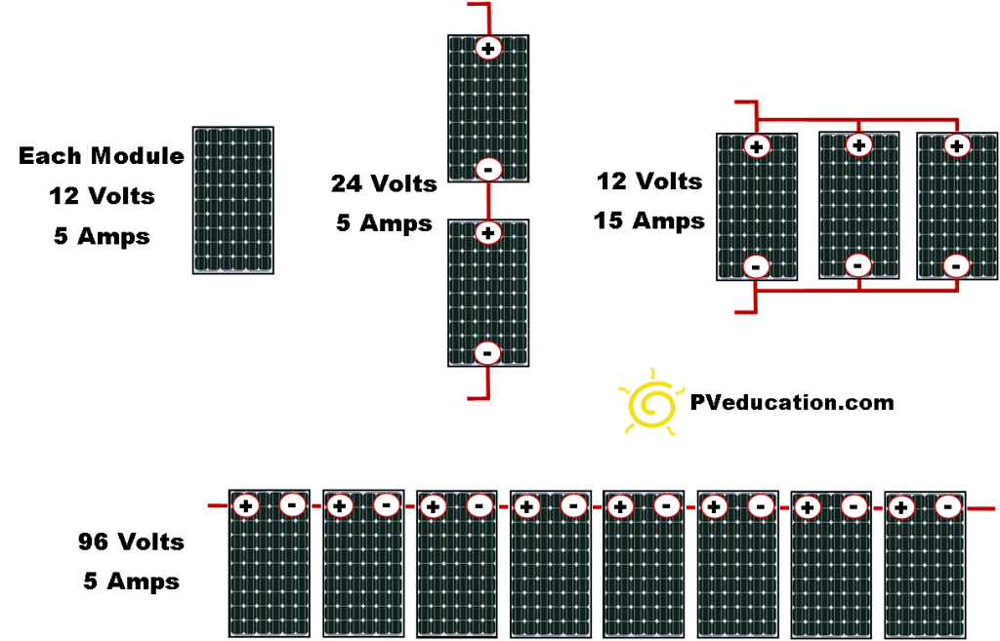 Each Module
12 Volts
5 Amps
+
-
+
-
24 Volts
5 Amps
+ + +
- - -
12 Volts
15 Amps
PVeducation.com
+ - + - + - + - + - + - + - + -
96 Volts
5 Amps